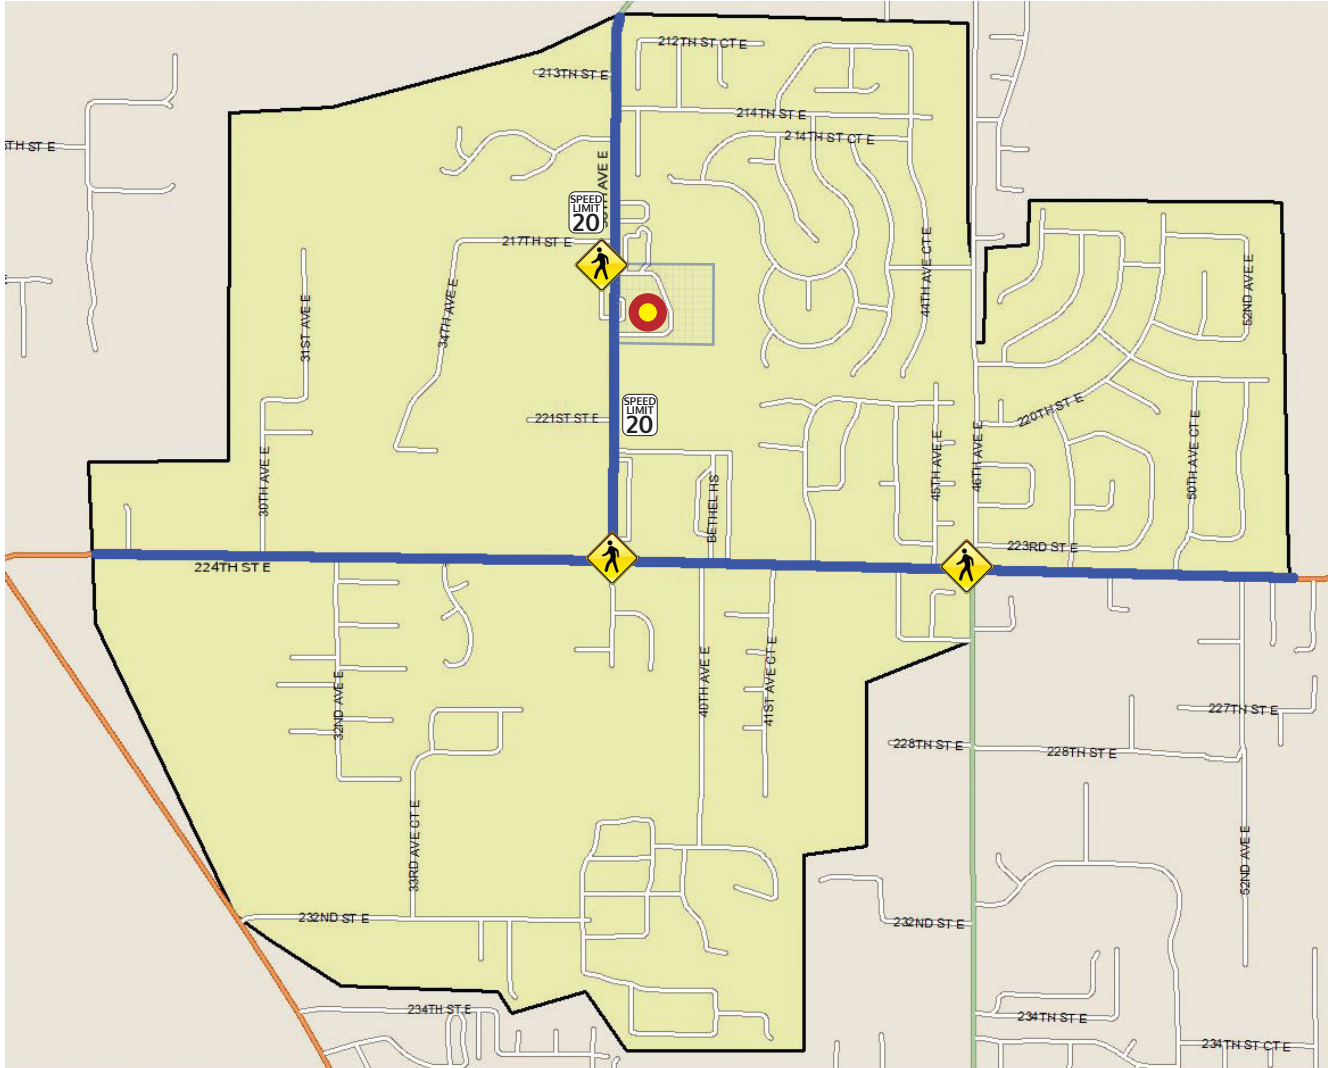 212TH ST CT E
213TH ST E
214TH ST E
214TH ST CT E
5TH ST E
AVE E
SPEED
LIMIT
20
217TH ST E
44TH AVE CT E
52ND AVE E
31ST AVE E
34TH AVE E
SPEED
LIMIT
20
221ST ST E
220TH ST E
30TH AVE E
BETHEL HS
45TH AVE E
46TH AVE E
50TH AVE CT E
223RD ST E
224TH ST E
32ND AVE E
40TH AVE E
41ST AVE CT E
227TH ST E
228TH ST E
228TH ST E
33RD AVE CT E
52ND AVE E
232ND ST E
232ND ST E
234TH ST E
234TH ST E
234TH ST CT E